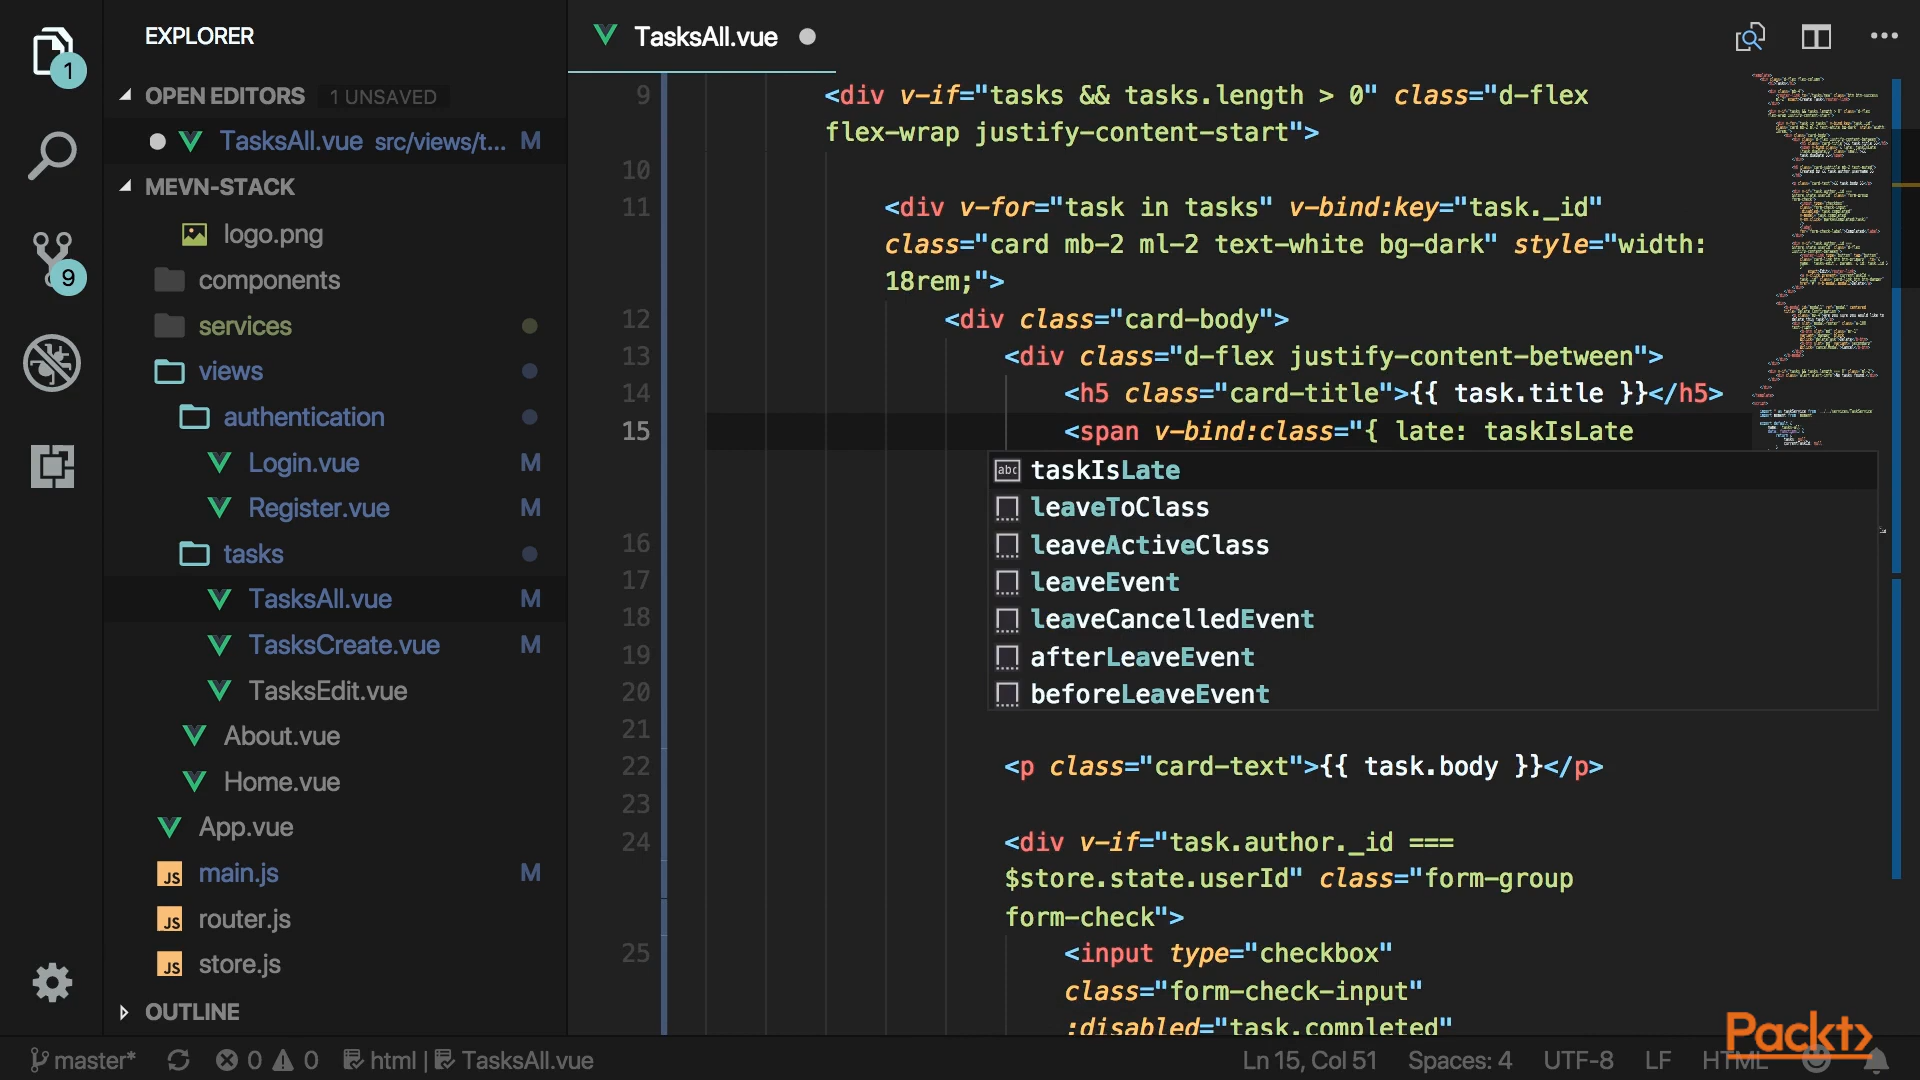 EXPLORER
OPEN EDITORS 1 UNSAVED
TasksAll.vue src/views/t... M
MEVN-STACK
logo.png
components
services
views
authentication
Login.vue M
Register.vue M
tasks
TasksAll.vue M
TasksCreate.vue M
TasksEdit.vue
About.vue
Home.vue
App.vue
JS main.js M
JS router.js
JS store.js
OUTLINE
1
9
TasksAll.vue
9 <div v-if="tasks && tasks.length > 0" class="d-flex
flex-wrap justify-content-start">
10
11 <div v-for="task in tasks" v-bind:key="task._id"
class="card mb-2 ml-2 text-white bg-dark" style="width:
18rem;">
12 <div class="card-body">
13 <div class="d-flex justify-content-between">
14 <h5 class="card-title">{{ task.title }}</h5>
15 <span v-bind:class="{ late: taskIsLate
abc taskIsLate
leaveToClass
leaveActiveClass
leaveEvent
leaveCancelledEvent
afterLeaveEvent
beforeLeaveEvent
16
17
18
19
20
21
22 <p class="card-text">{{ task.body }}</p>
23
24 <div v-if="task.author._id ===
$store.state.userId" class="form-group
form-check">
25 <input type="checkbox"
class="form-check-input"
:disabled="task.completed"
Packt>
master* 0 0 html | TasksAll.vue Ln 15, Col 51 Spaces: 4 UTF-8 LF HTML